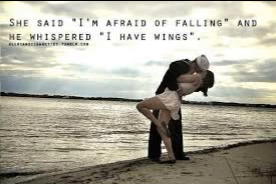 SHE SAID "I'M AFRAID OF FALLING" AND
HE WHISPERED "I HAVE WINGS".